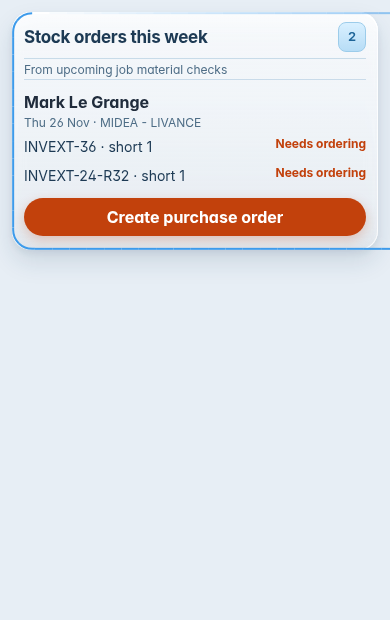 Stock orders this week
2
From upcoming job material checks
Mark Le Grange
Thu 26 Nov · MIDEA - LIVANCE
INVEXT-36 · short 1
Needs ordering
INVEXT-24-R32 · short 1
Needs ordering
Create purchase order